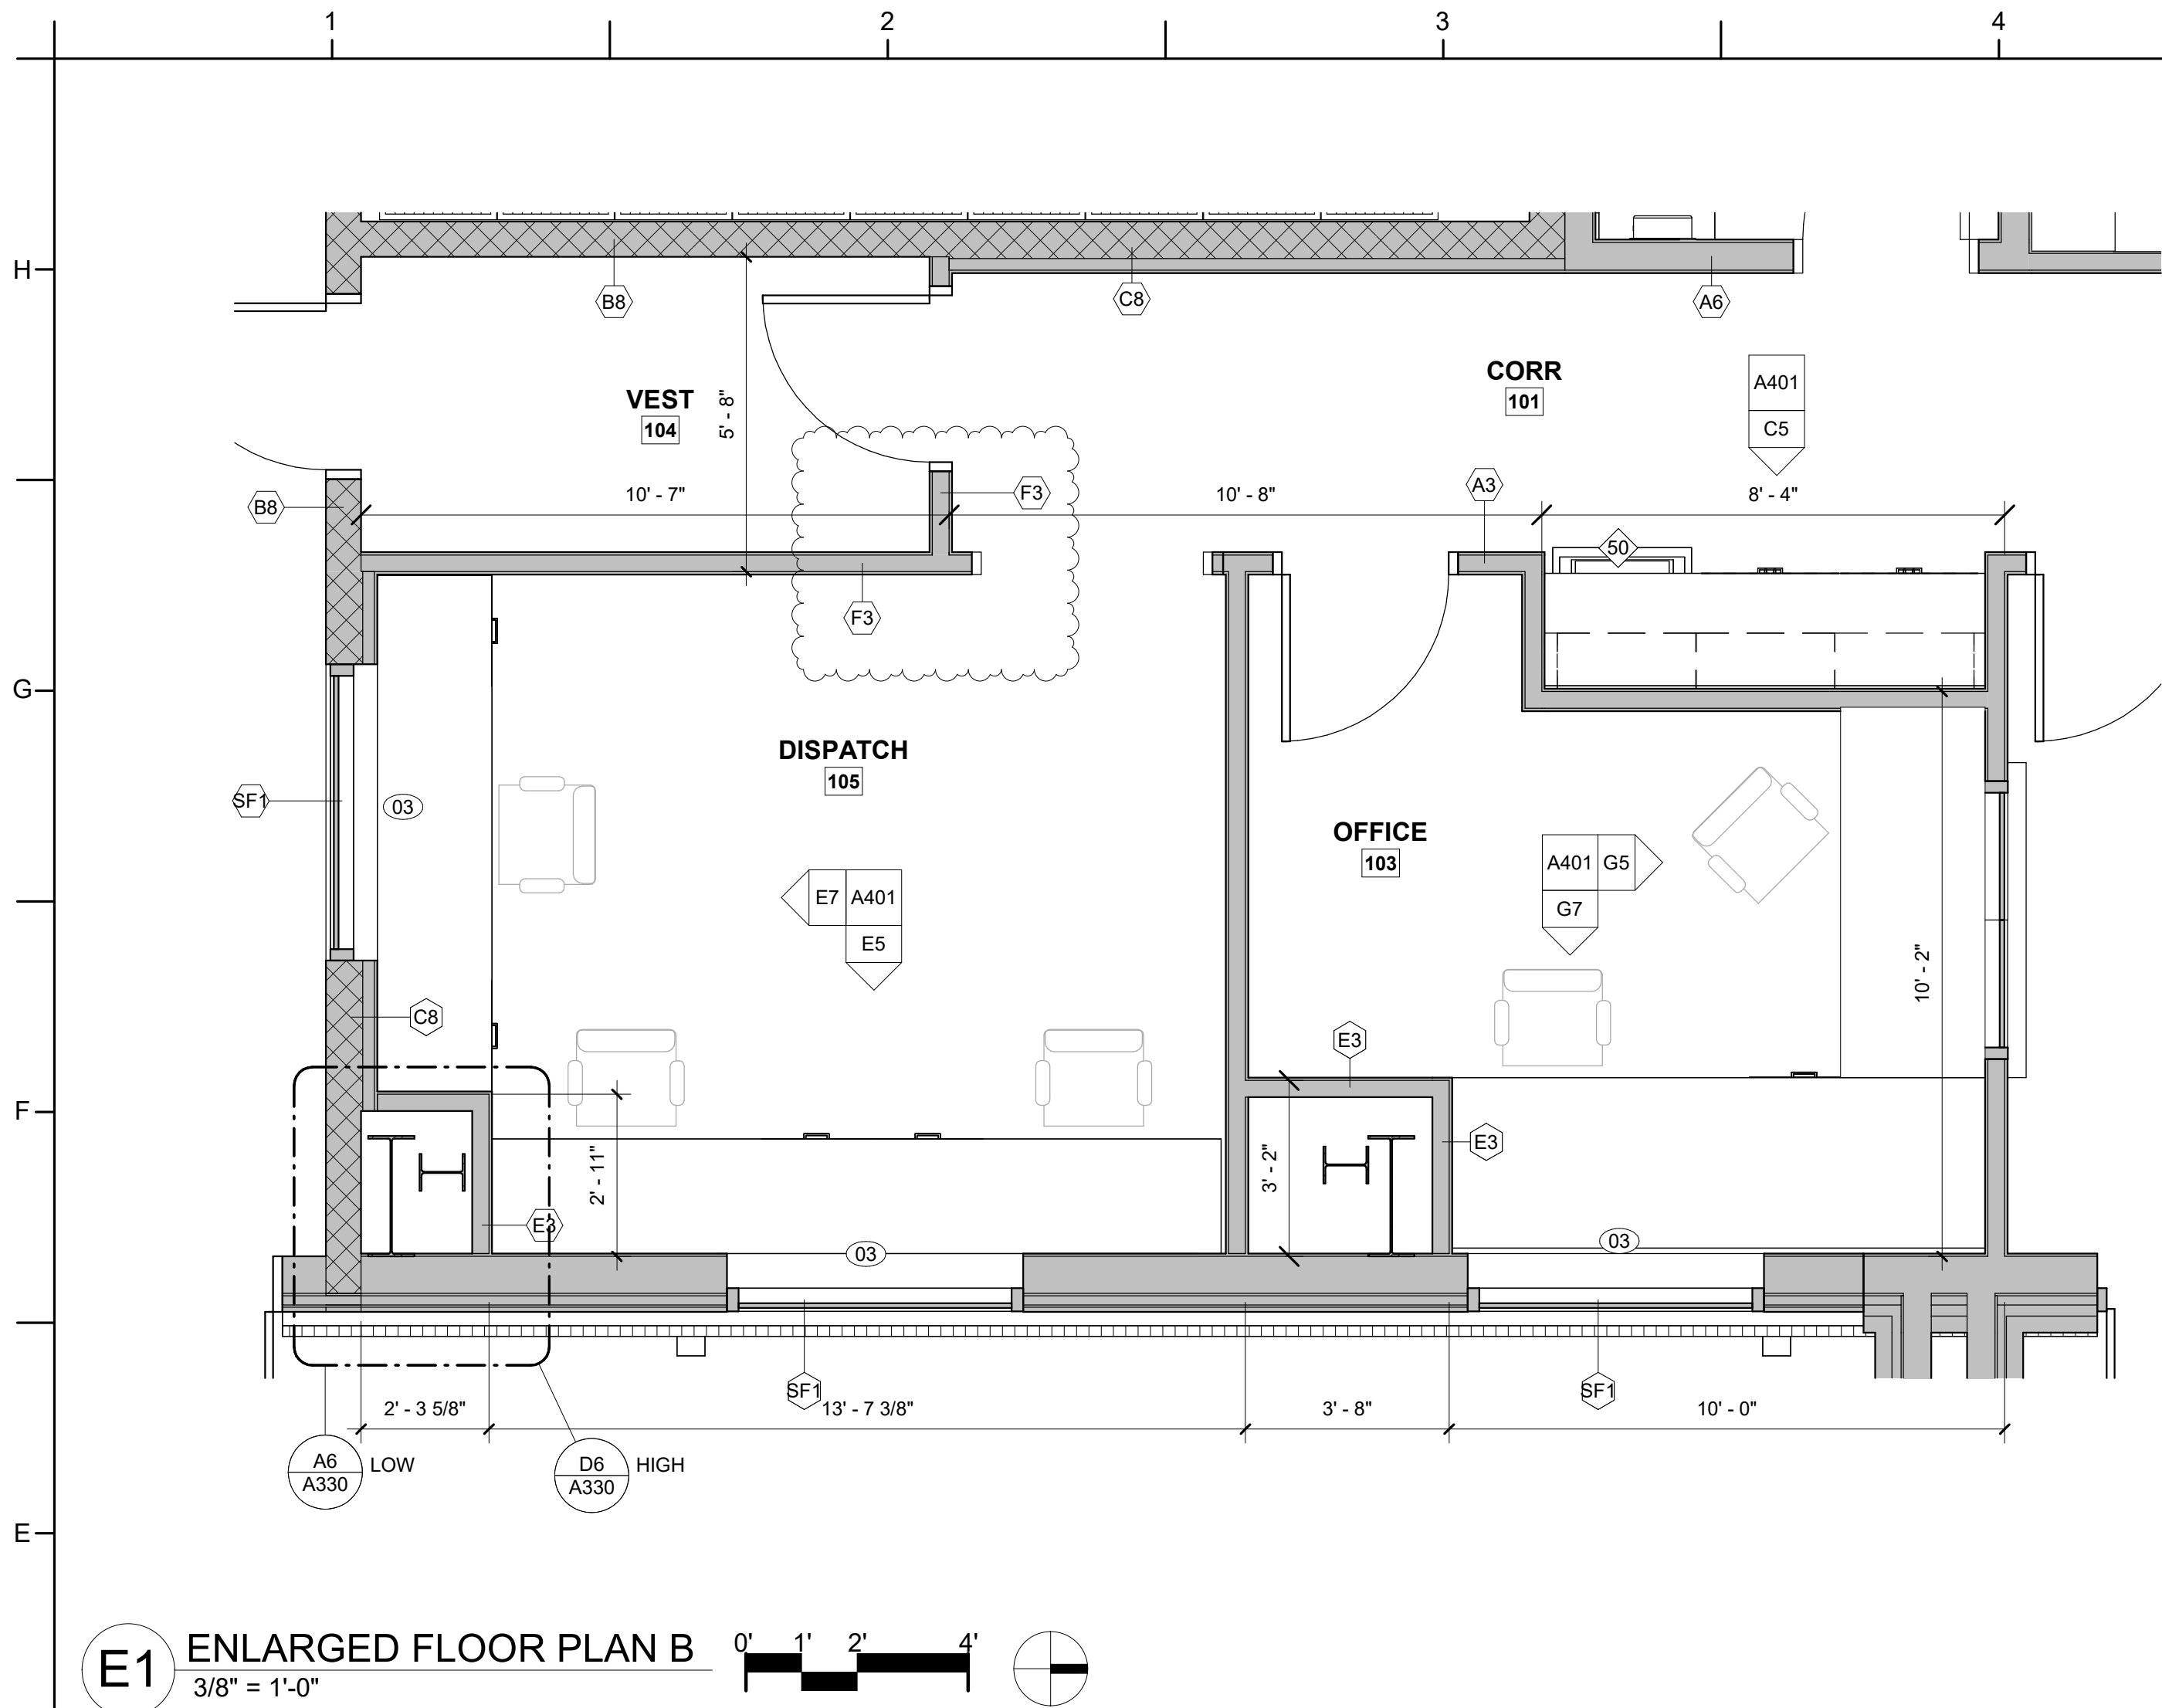 1 2 3 4
H
B8 C8 A6
CORR
101
A401
C5
VEST
104
5' - 8"
10' - 7"
F3
10' - 8"
A3
8' - 4"
B8
50
F3
G
DISPATCH
105
SF1
03
OFFICE
103
A401 G5
G7
E7 A401
E5
10' - 2"
C8
E3
F
E3
2' - 11"
3' - 2"
E3
03
03
SF1
SF1
2' - 3 5/8"
13' - 7 3/8"
3' - 8"
10' - 0"
A6
A330
LOW
D6
A330
HIGH
E
E1
ENLARGED FLOOR PLAN B
3/8" = 1'-0"
0' 1' 2' 4'